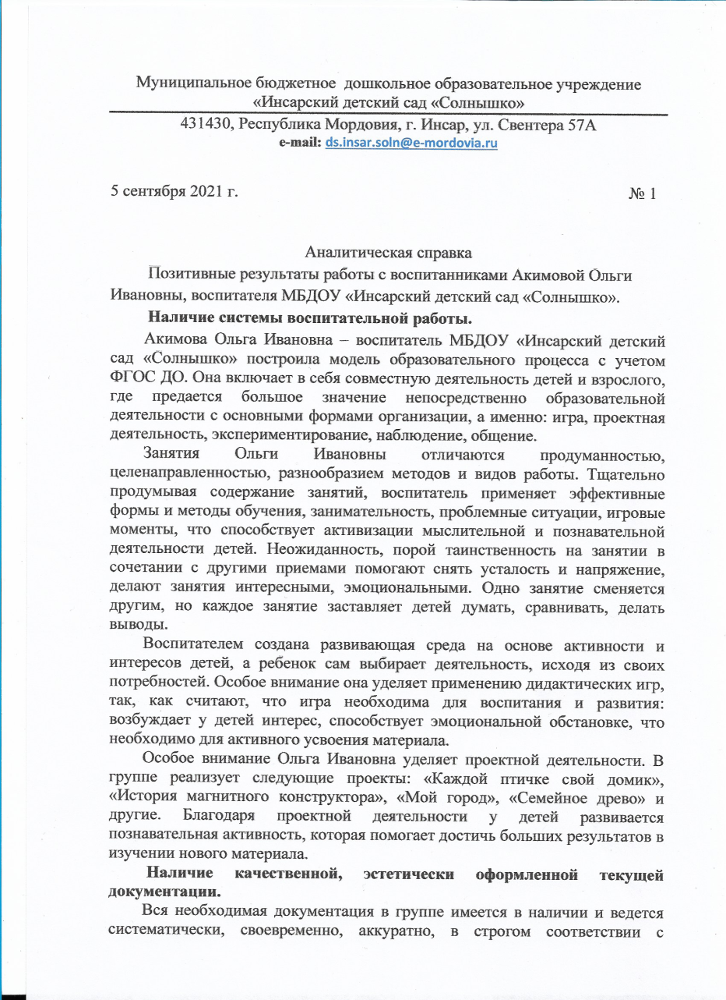 Муниципальное бюджетное дошкольное образовательное учреждение
«Инсарский детский сад «Солнышко»
431430, Республика Мордовия, г. Инсар, ул. Свентера 57А
e-mail: ds.insar.soln@e-mordovia.ru
5 сентября 2021 г. № 1
Аналитическая справка
Позитивные результаты работы с воспитанниками Акимовой Ольги
Ивановны, воспитателя МБДОУ «Инсарский детский сад «Солнышко».
Наличие системы воспитательной работы.
Акимова Ольга Ивановна – воспитатель МБДОУ «Инсарский детский
сад «Солнышко» построила модель образовательного процесса с учетом
ФГОС ДО. Она включает в себя совместную деятельность детей и взрослого,
где предается большое значение непосредственно образовательной
деятельности с основными формами организации, а именно: игра, проектная
деятельность, экспериментирование, наблюдение, общение.
Занятия Ольги Ивановны отличаются продуманностью,
целенаправленностью, разнообразием методов и видов работы. Тщательно
продумывая содержание занятий, воспитатель применяет эффективные
формы и методы обучения, занимательность, проблемные ситуации, игровые
моменты, что способствует активизации мыслительной и познавательной
деятельности детей. Неожиданность, порой таинственность на занятии в
сочетании с другими приемами помогают снять усталость и напряжение,
делают занятия интересными, эмоциональными. Одно занятие сменяется
другим, но каждое занятие заставляет детей думать, сравнивать, делать
выводы.
Воспитателем создана развивающая среда на основе активности и
интересов детей, а ребенок сам выбирает деятельность, исходя из своих
потребностей. Особое внимание она уделяет применению дидактических игр,
так, как считают, что игра необходима для воспитания и развития:
возбуждает у детей интерес, способствует эмоциональной обстановке, что
необходимо для активного усвоения материала.
Особое внимание Ольга Ивановна уделяет проектной деятельности. В
группе реализует следующие проекты: «Каждой птичке свой домик»,
«История магнитного конструктора», «Мой город», «Семейное древо» и
другие. Благодаря проектной деятельности у детей развивается
познавательная активность, которая помогает достичь больших результатов в
изучении нового материала.
Наличие качественной, эстетически оформленной текущей
документации.
Вся необходимая документация в группе имеется в наличии и ведется
систематически, своевременно, аккуратно, в строгом соответствии с